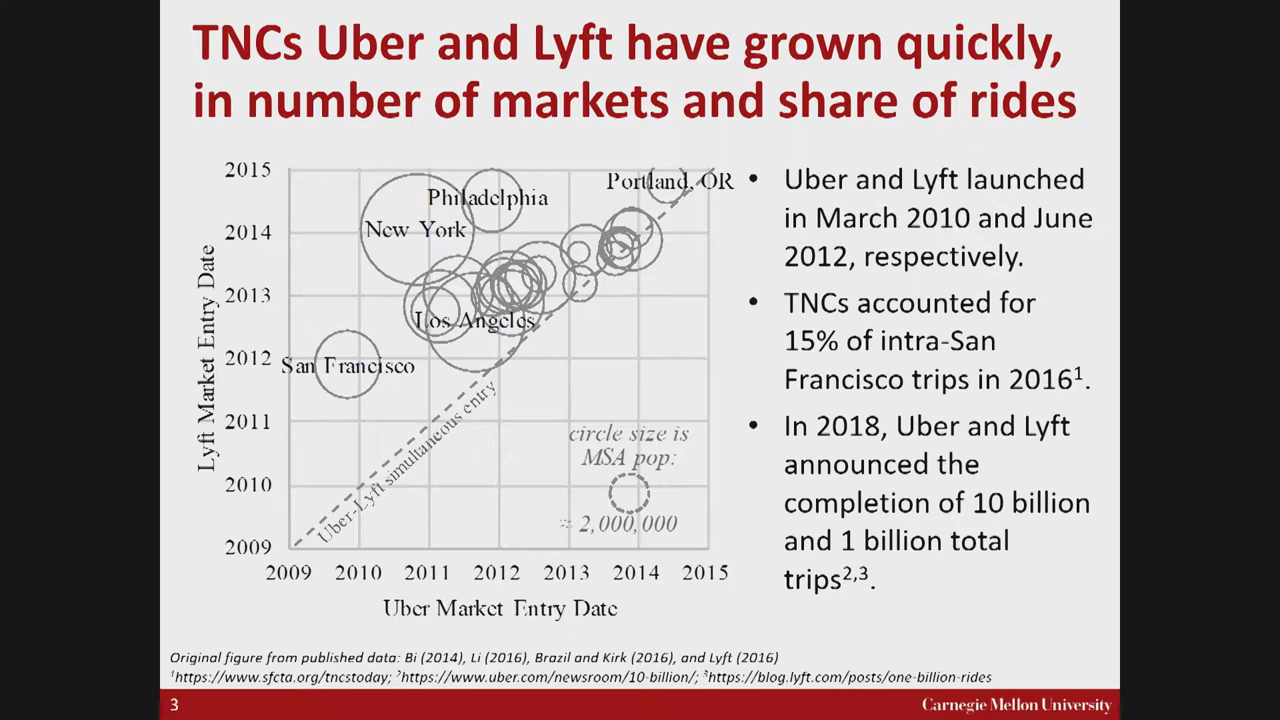 TNCs Uber and Lyft have grown quickly,
in number of markets and share of rides
2015
2014
2013
2012
2011
2010
2009
Lyft Market Entry Date
Philadelphia
New York
Portland, OR
Los Angeles
San Francisco
Uber-Lyft simultaneous entry
circle size is
MSA pop:
≈ 2,000,000
2009 2010 2011 2012 2013 2014 2015
Uber Market Entry Date
• Uber and Lyft launched
in March 2010 and June
2012, respectively.
• TNCs accounted for
15% of intra-San
Francisco trips in 2016¹.
• In 2018, Uber and Lyft
announced the
completion of 10 billion
and 1 billion total
trips²,³.
Original figure from published data: Bi (2014), Li (2016), Brazil and Kirk (2016), and Lyft (2016)
¹https://www.sfcta.org/tncstoday; ²https://www.uber.com/newsroom/10-billion/; ³https://blog.lyft.com/posts/one-billion-rides
3
Carnegie Mellon University